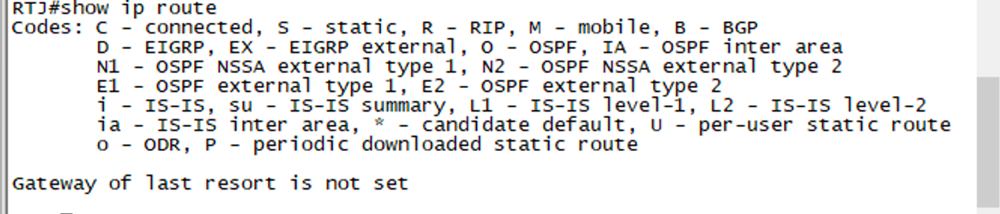 RTJ#show ip route
Codes: C - connected, S - static, R - RIP, M - mobile, B - BGP
D - EIGRP, EX - EIGRP external, O - OSPF, IA - OSPF inter area
N1 - OSPF NSSA external type 1, N2 - OSPF NSSA external type 2
E1 - OSPF external type 1, E2 - OSPF external type 2
i - IS-IS, su - IS-IS summary, L1 - IS-IS level-1, L2 - IS-IS level-2
ia - IS-IS inter area, * - candidate default, U - per-user static route
o - ODR, P - periodic downloaded static route
Gateway of last resort is not set